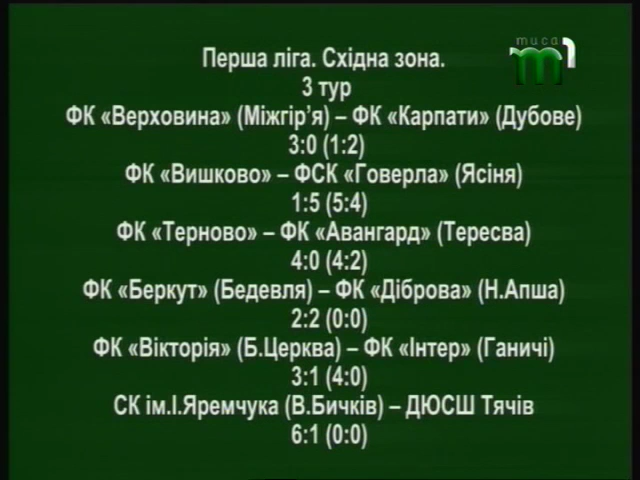 тиса
1
Перша ліга. Східна зона.
3 тур
ФК «Верховина» (Міжгір’я) – ФК «Карпати» (Дубове)
3:0 (1:2)
ФК «Вишково» – ФСК «Говерла» (Ясіня)
1:5 (5:4)
ФК «Терново» – ФК «Авангард» (Тересва)
4:0 (4:2)
ФК «Беркут» (Бедевля) – ФК «Діброва» (Н.Апша)
2:2 (0:0)
ФК «Вікторія» (Б.Церква) – ФК «Інтер» (Ганичі)
3:1 (4:0)
СК ім.І.Яремчука (В.Бичків) – ДЮСШ Тячів
6:1 (0:0)